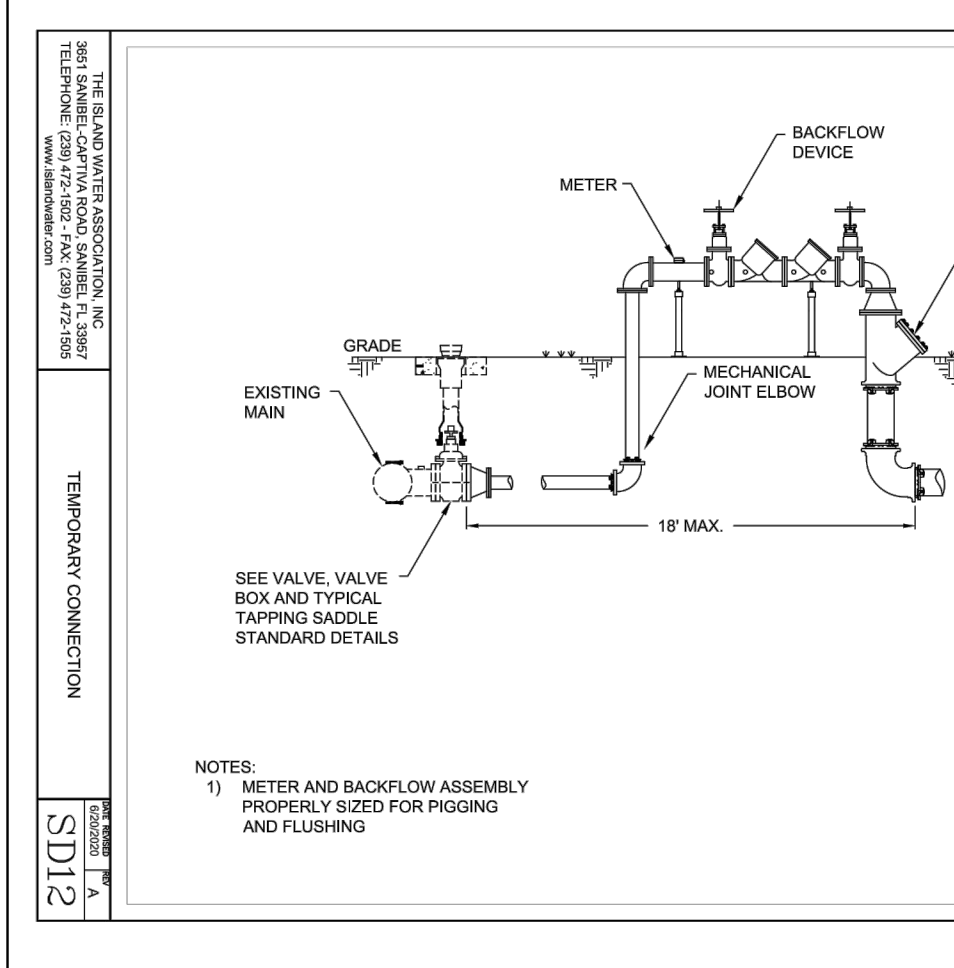 THE ISLAND WATER ASSOCIATION, INC
3651 SANIBEL-CAPTIVA ROAD, SANIBEL FL 33957
TELEPHONE: (239) 472-1502 - FAX: (239) 472-1505
www.islandwater.com
TEMPORARY CONNECTION
DATE REVISED
6/20/2020
REV
A
SD12
BACKFLOW
DEVICE
METER
GRADE
MECHANICAL
JOINT ELBOW
EXISTING
MAIN
18' MAX.
SEE VALVE, VALVE
BOX AND TYPICAL
TAPPING SADDLE
STANDARD DETAILS
NOTES:
1) METER AND BACKFLOW ASSEMBLY
PROPERLY SIZED FOR PIGGING
AND FLUSHING